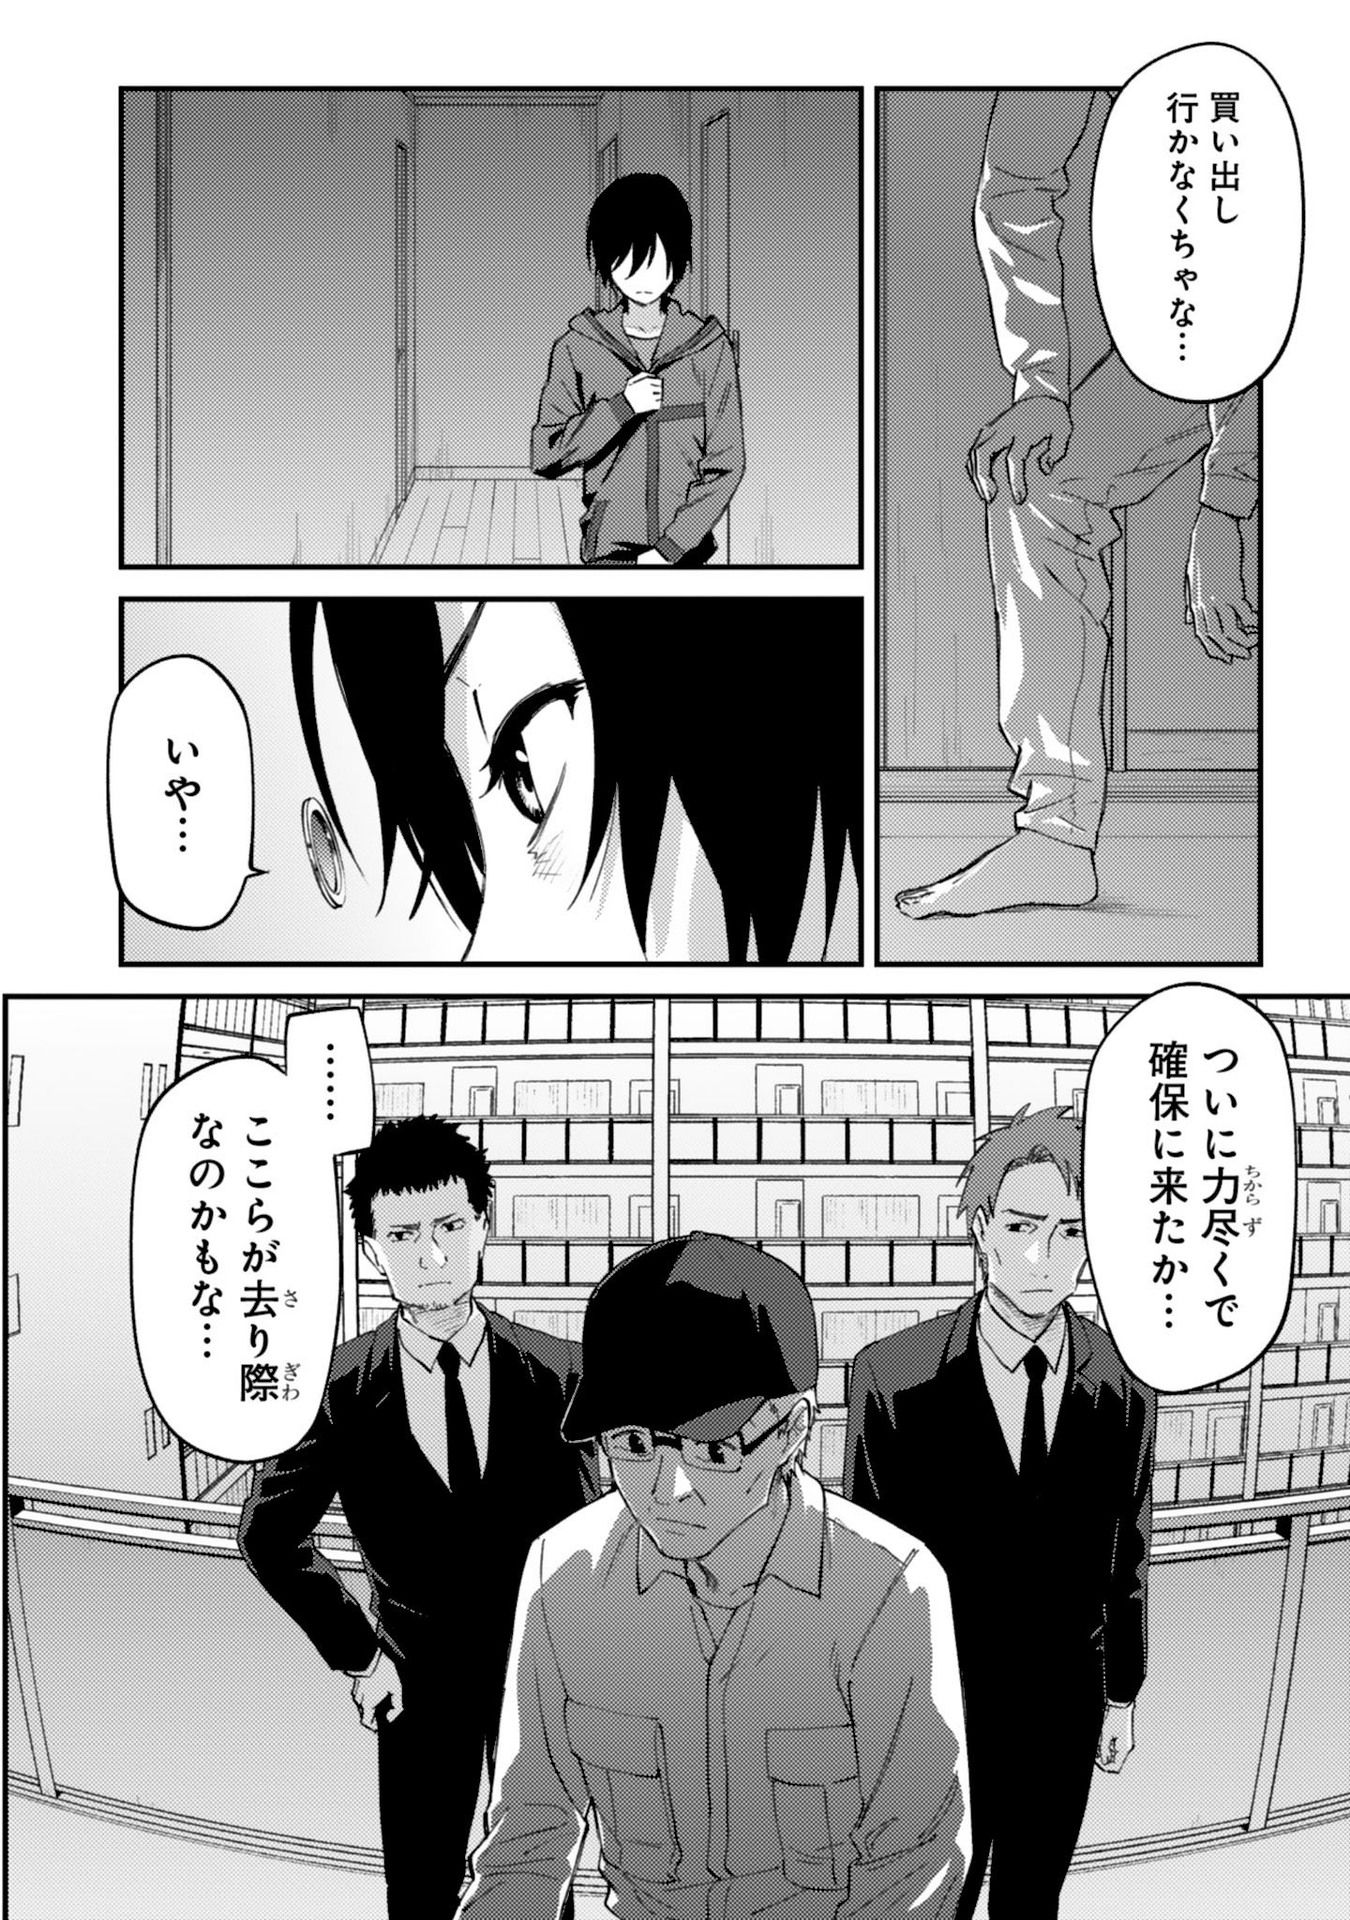 買い出し
行かなくちゃな…
いや…
ついに力尽くで
確保に来たか…
……
ここらが去り際
なのかもな…